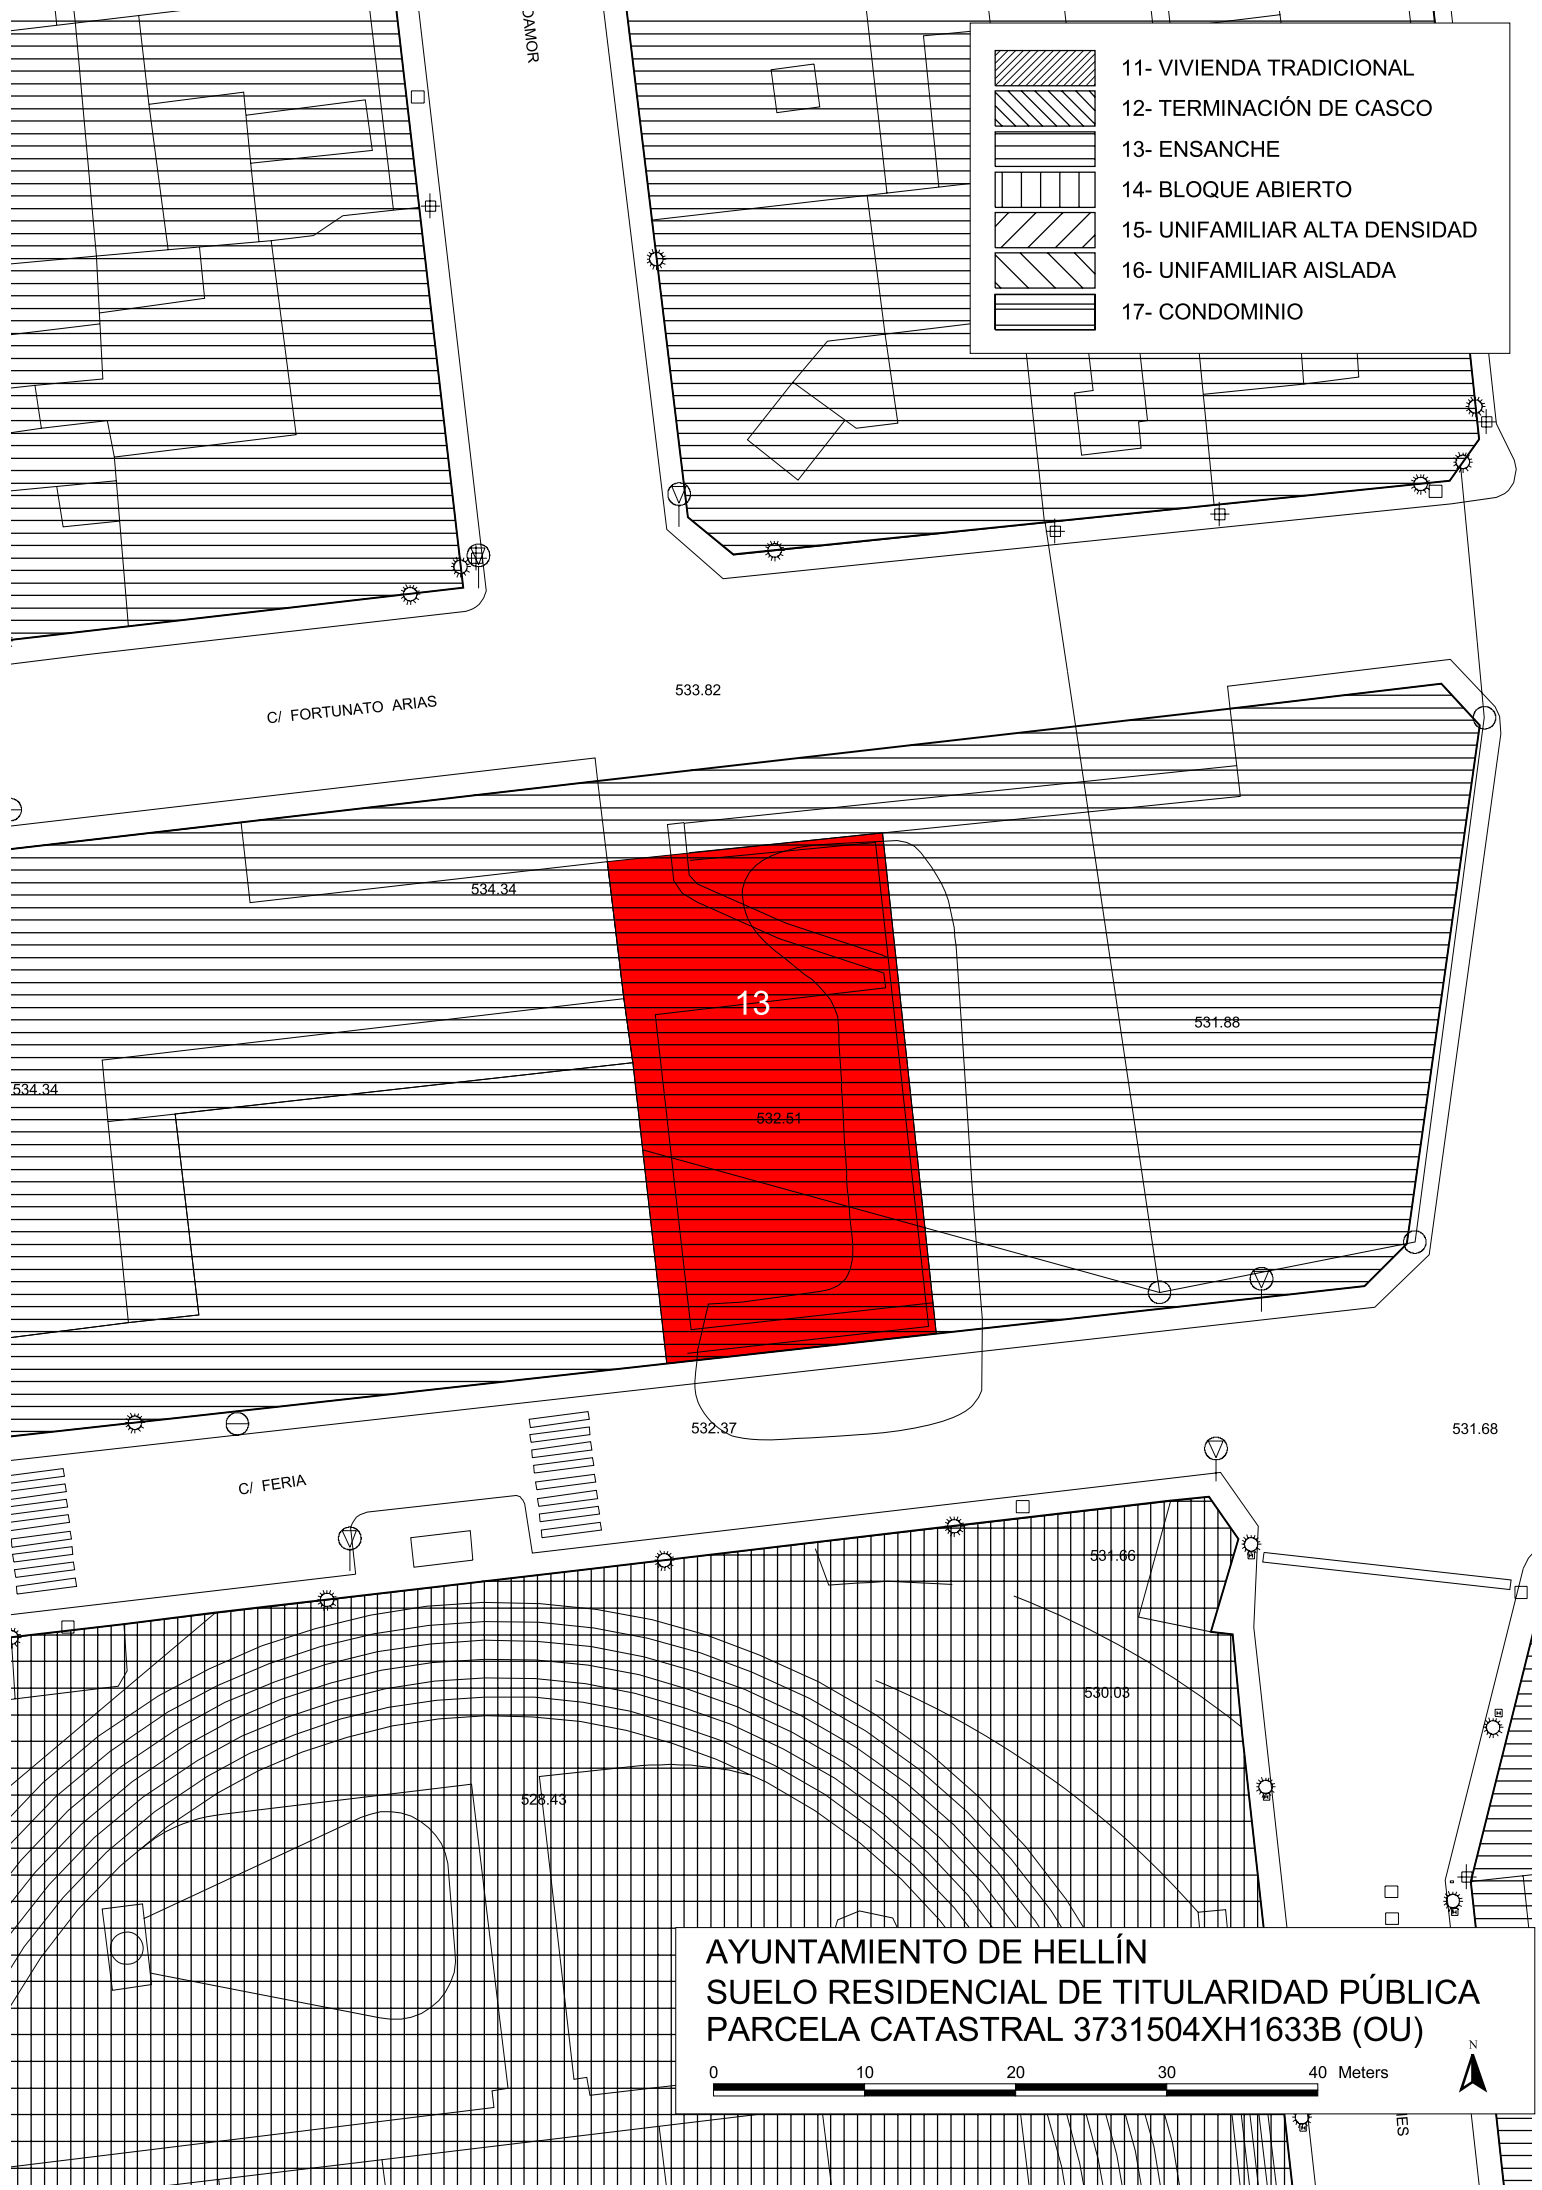 DAMOR
11- VIVIENDA TRADICIONAL
12- TERMINACIÓN DE CASCO
13- ENSANCHE
14- BLOQUE ABIERTO
15- UNIFAMILIAR ALTA DENSIDAD
16- UNIFAMILIAR AISLADA
17- CONDOMINIO
533.82
C/ FORTUNATO ARIAS
534.34
13
531.88
534.34
532.51
532.37
531.68
C/ FERIA
531.66
530.03
528.43
AYUNTAMIENTO DE HELLÍN
SUELO RESIDENCIAL DE TITULARIDAD PÚBLICA
PARCELA CATASTRAL 3731504XH1633B (OU)
N
0 10 20 30 40 Meters